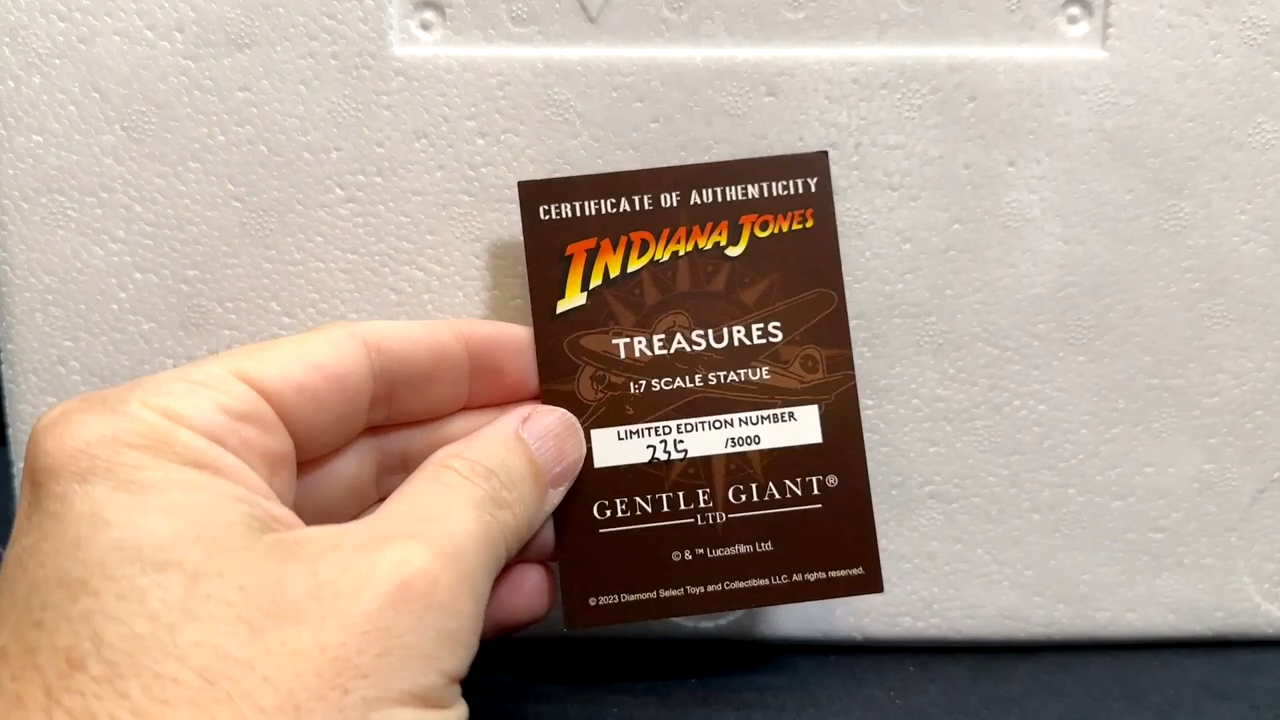 CERTIFICATE OF AUTHENTICITY
INDIANA JONES
TREASURES
1:7 SCALE STATUE
LIMITED EDITION NUMBER
235 /3000
GENTLE GIANT®
LTD
© & ™ Lucasfilm Ltd.
© 2023 Diamond Select Toys and Collectibles LLC. All rights reserved.